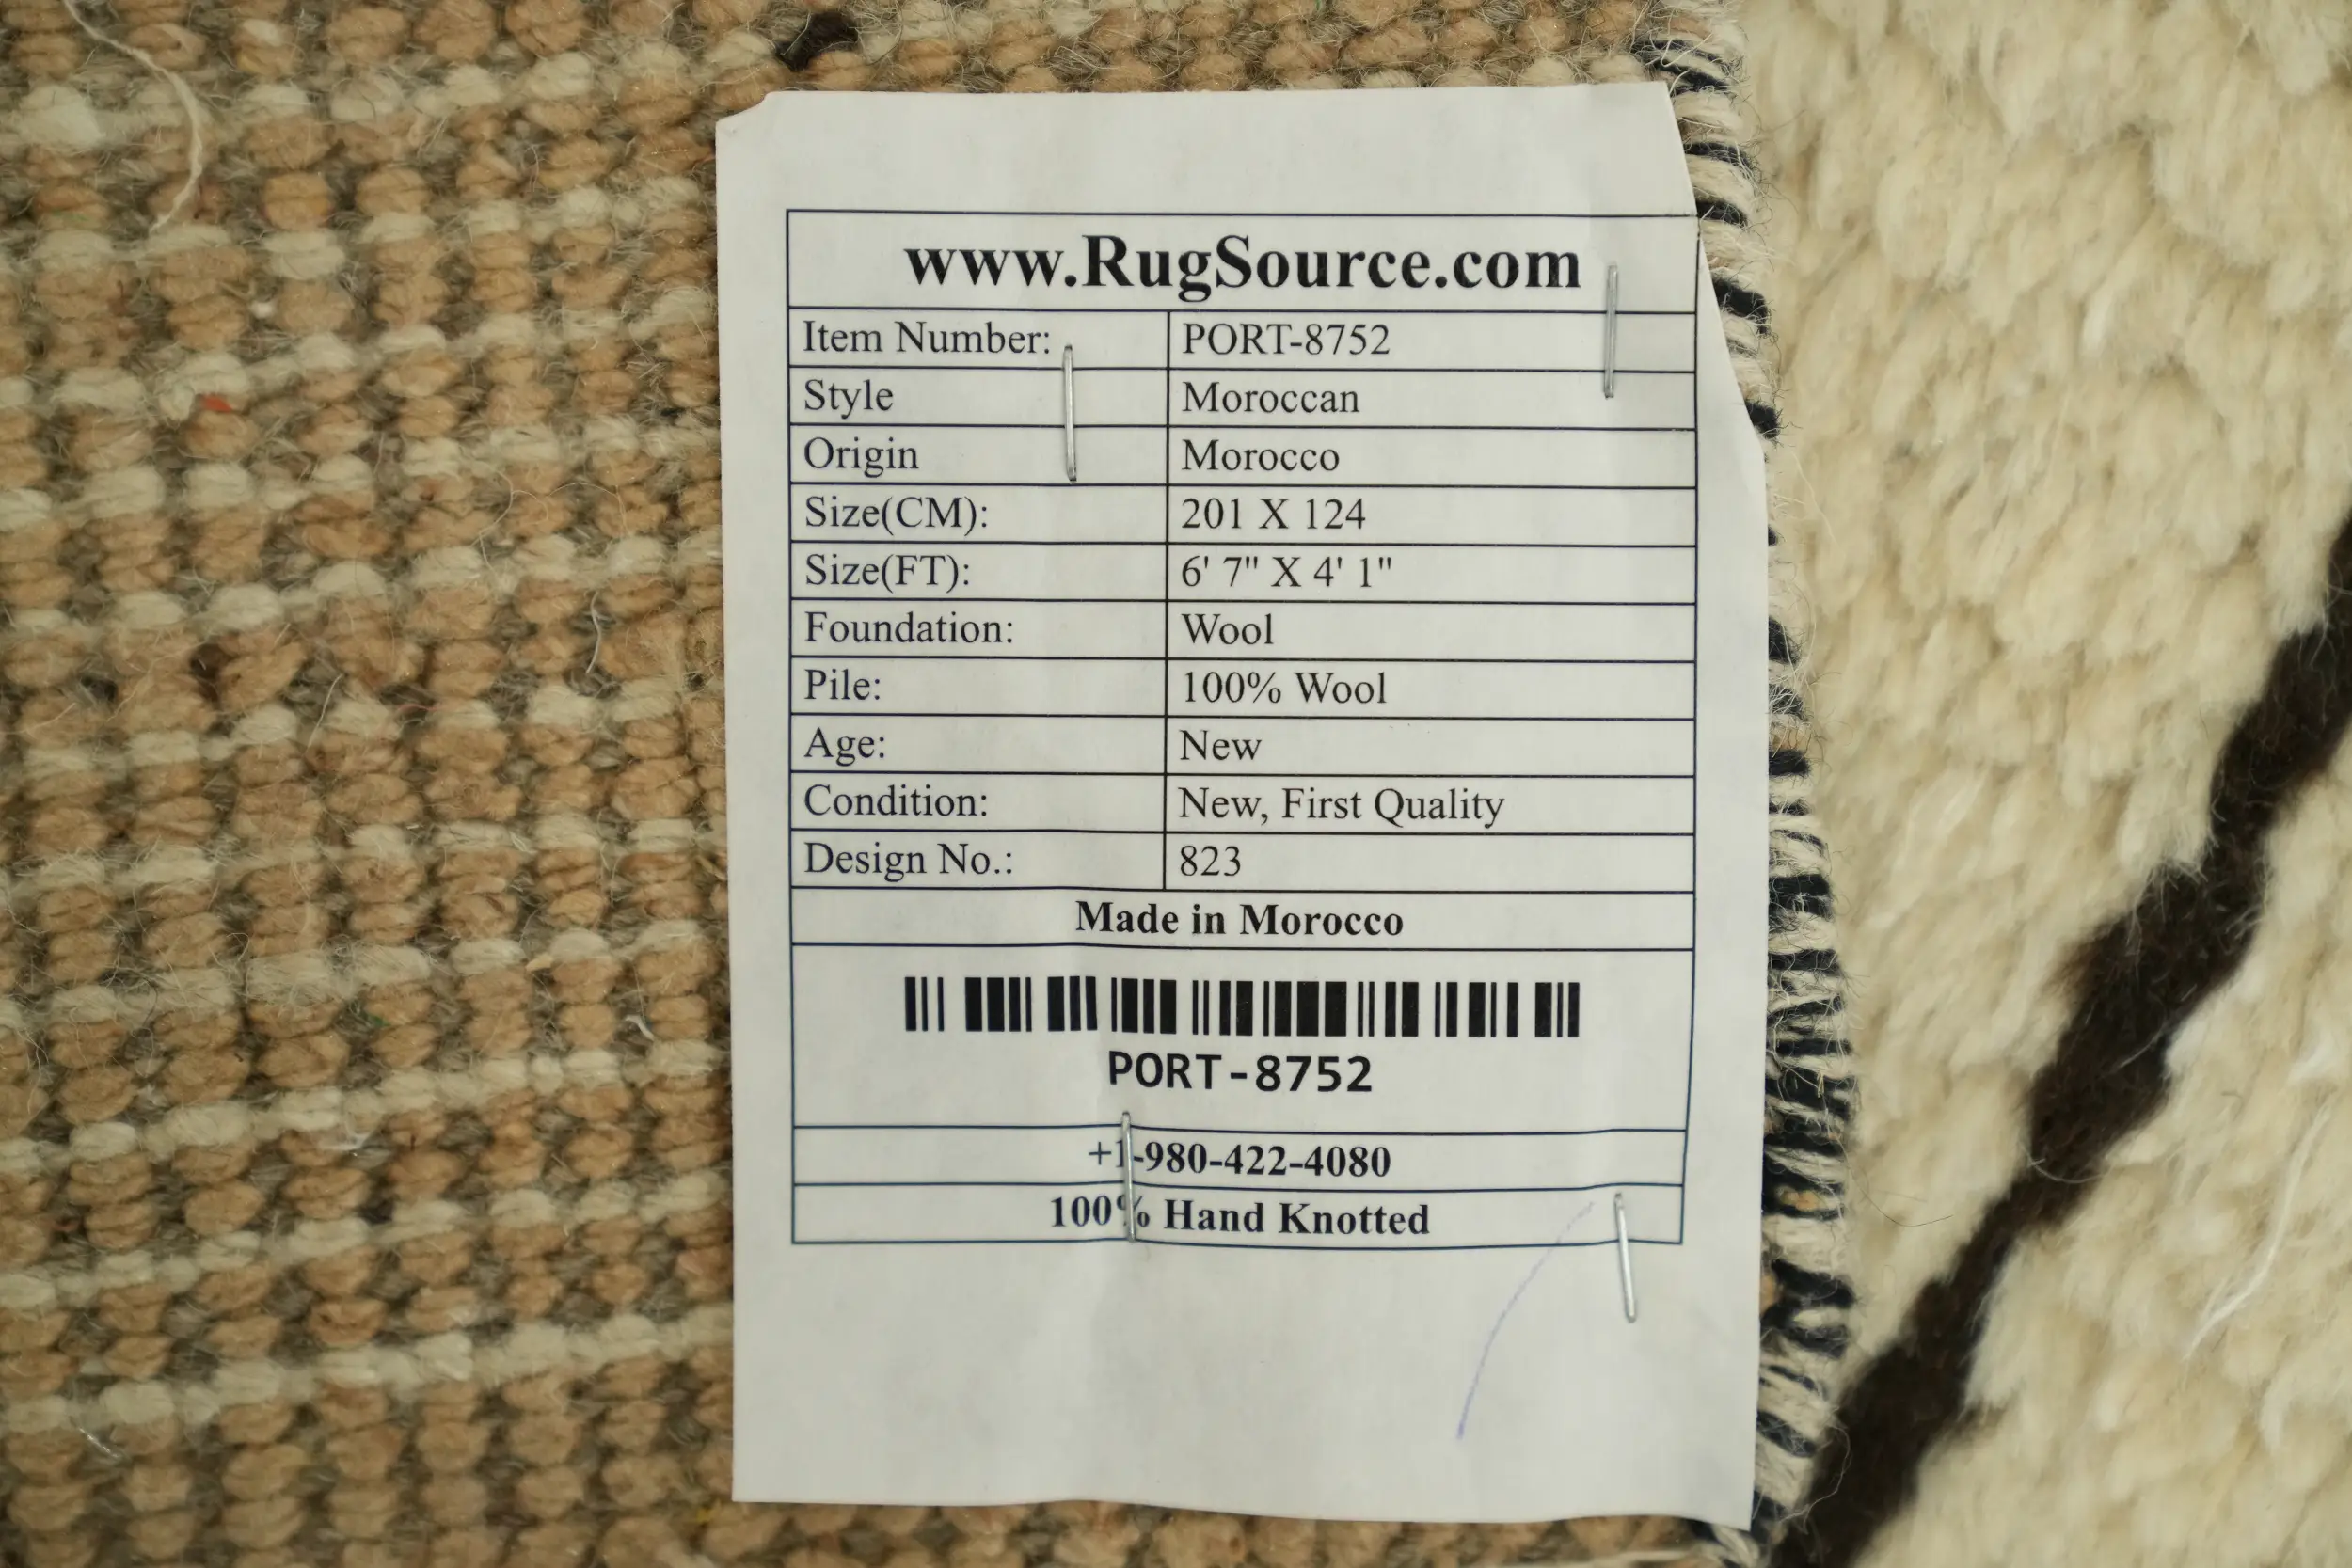 www.RugSource.com
Item Number: PORT-8752
Style Moroccan
Origin Morocco
Size(CM): 201 X 124
Size(FT): 6' 7" X 4' 1"
Foundation: Wool
Pile: 100% Wool
Age: New
Condition: New, First Quality
Design No.: 823
Made in Morocco
PORT-8752
+1-980-422-4080
100% Hand Knotted